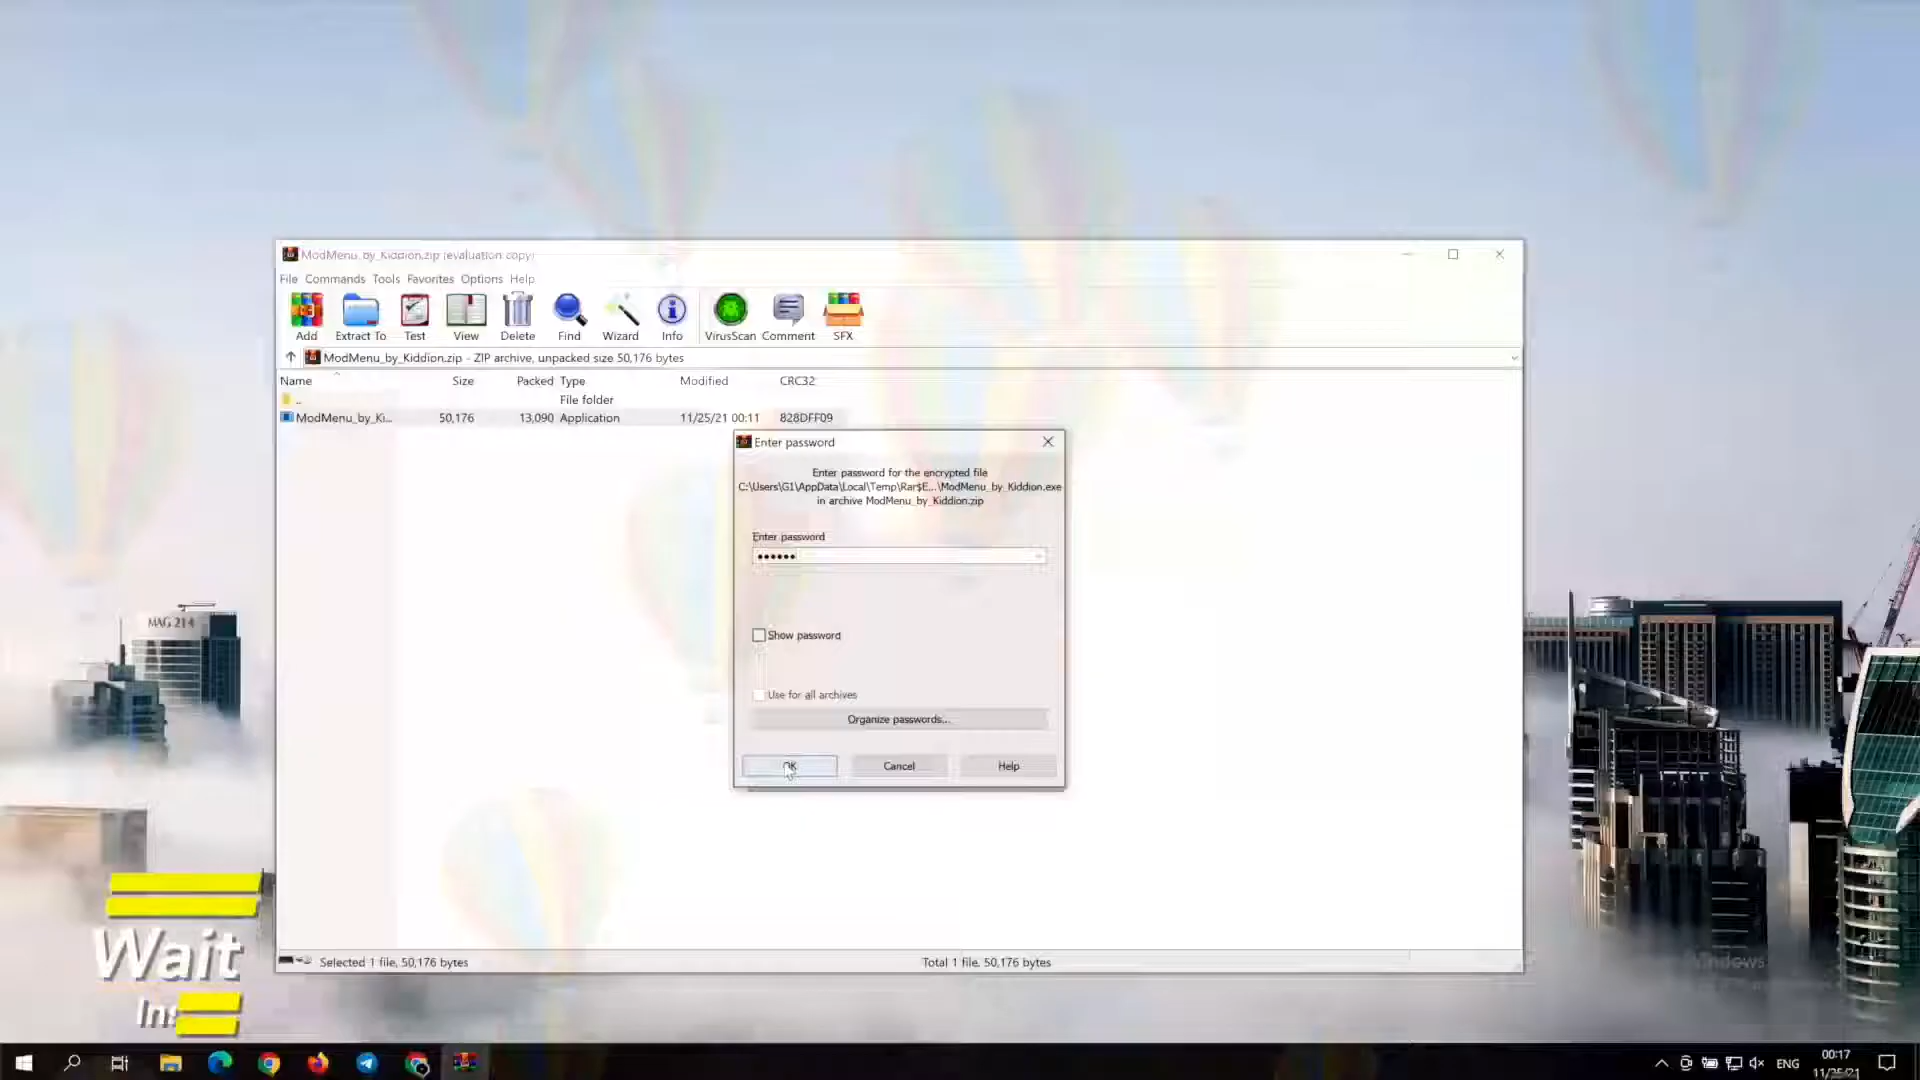 ModMenu_by_Kiddion.zip (evaluation copy)
File Commands Tools Favorites Options Help
Add Extract To Test View Delete Find Wizard Info VirusScan Comment SFX
ModMenu_by_Kiddion.zip - ZIP archive, unpacked size 50,176 bytes
Name Size Packed Type Modified CRC32
.. File folder
ModMenu_by_Ki... 50,176 13,090 Application 11/25/21 00:11 828DFF09
Enter password
Enter password for the encrypted file
C:\Users\G1\AppData\Local\Temp\Rar$E...\ModMenu_by_Kiddion.exe
in archive ModMenu_by_Kiddion.zip
Enter password
••••••
Show password
Use for all archives
Organize passwords...
OK Cancel Help
MAG 214
Wait
Selected 1 file, 50,176 bytes
Total 1 file, 50,176 bytes
Windows
ENG
00:17
11/25/21